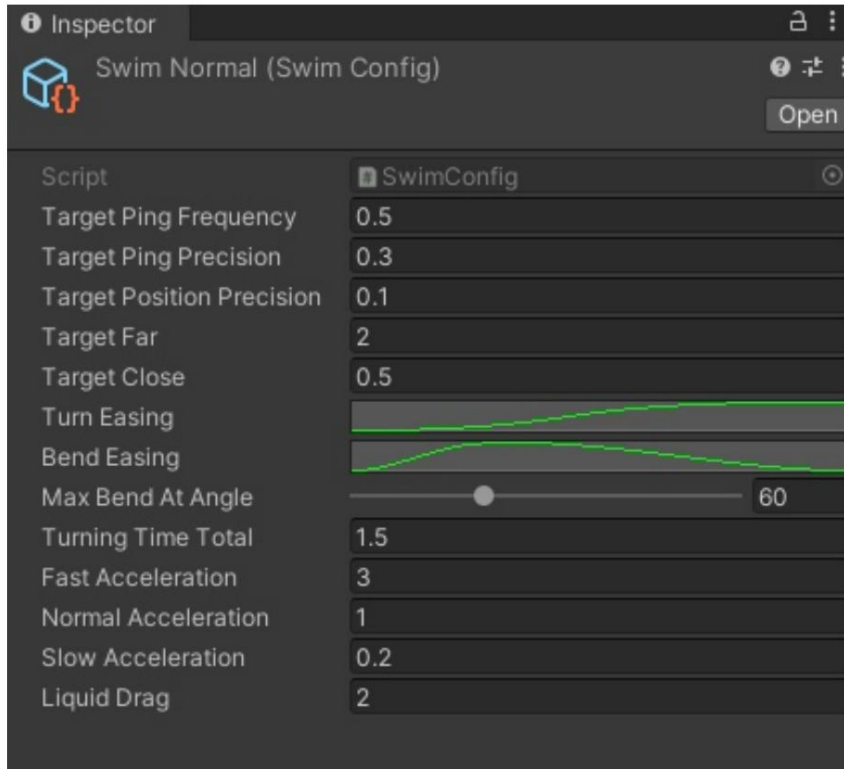 Inspector
Swim Normal (Swim Config)
Open
Script SwimConfig
Target Ping Frequency 0.5
Target Ping Precision 0.3
Target Position Precision 0.1
Target Far 2
Target Close 0.5
Turn Easing
Bend Easing
Max Bend At Angle 60
Turning Time Total 1.5
Fast Acceleration 3
Normal Acceleration 1
Slow Acceleration 0.2
Liquid Drag 2